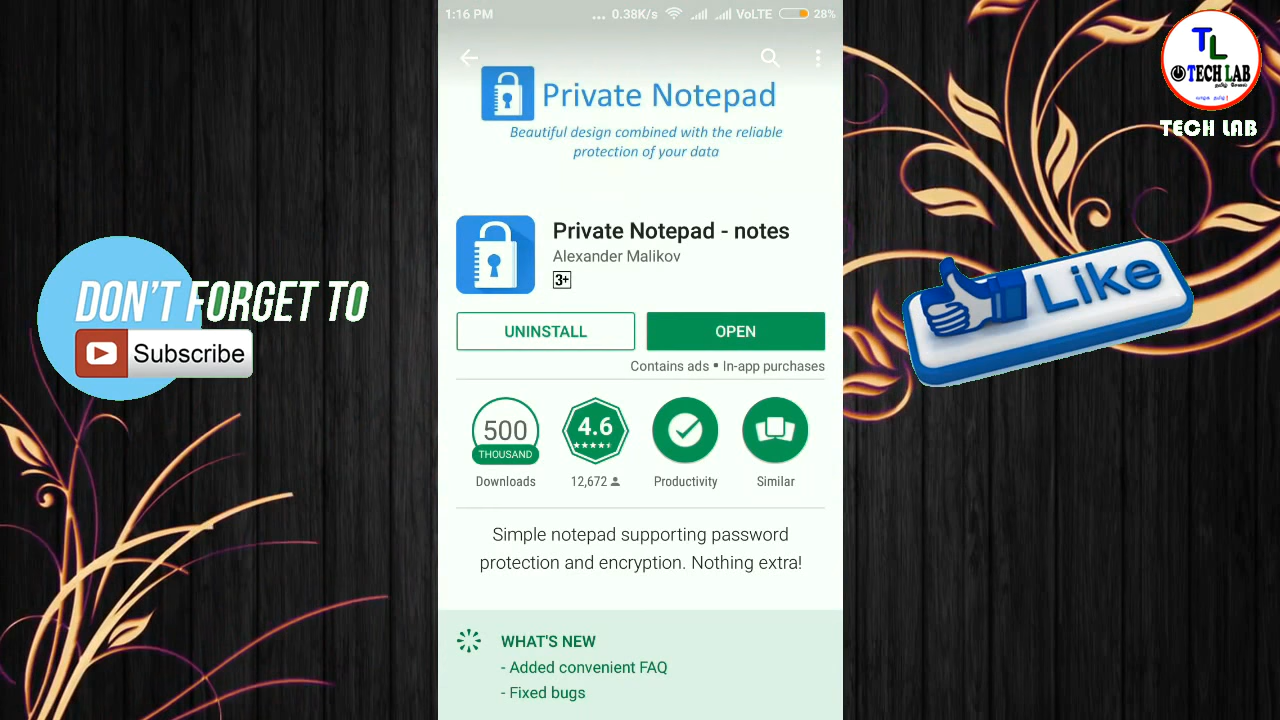 1:16 PM
... 0.38K/s VoLTE 28%
Private Notepad
Beautiful design combined with the reliable
protection of your data
Private Notepad - notes
Alexander Malikov
3+
UNINSTALL
OPEN
Contains ads • In-app purchases
500
THOUSAND
Downloads
4.6
12,672
Productivity
Similar
Simple notepad supporting password
protection and encryption. Nothing extra!
WHAT'S NEW
- Added convenient FAQ
- Fixed bugs
DON'T FORGET TO
Subscribe
Like
TL
TECH LAB
தமிழ் சேனல்
வாழ்க தமிழ்!
TECH LAB